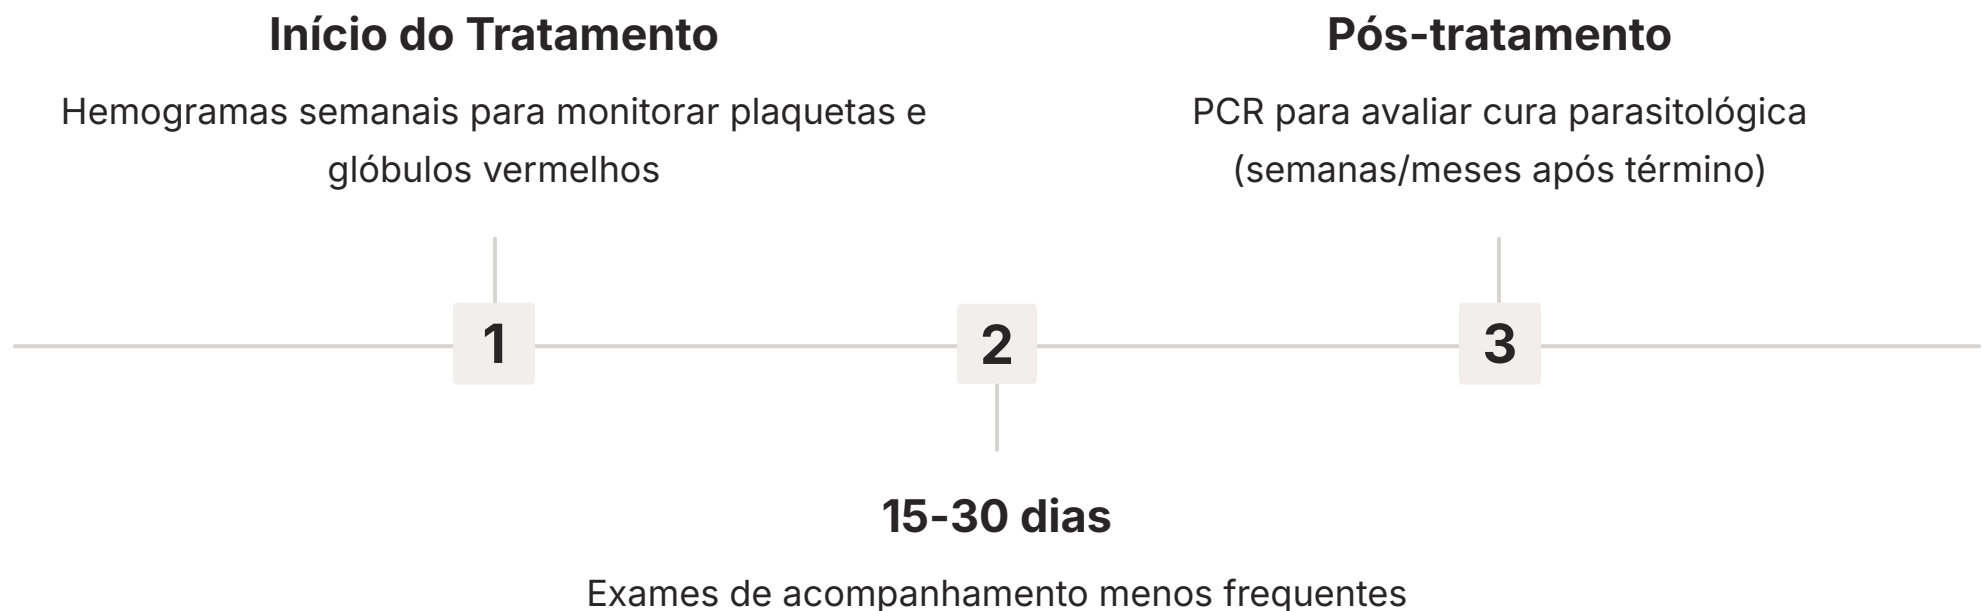 Início do Tratamento
Hemogramas semanais para monitorar plaquetas e
glóbulos vermelhos
Pós-tratamento
PCR para avaliar cura parasitológica
(semanas/meses após término)
1
2
3
15-30 dias
Exames de acompanhamento menos frequentes